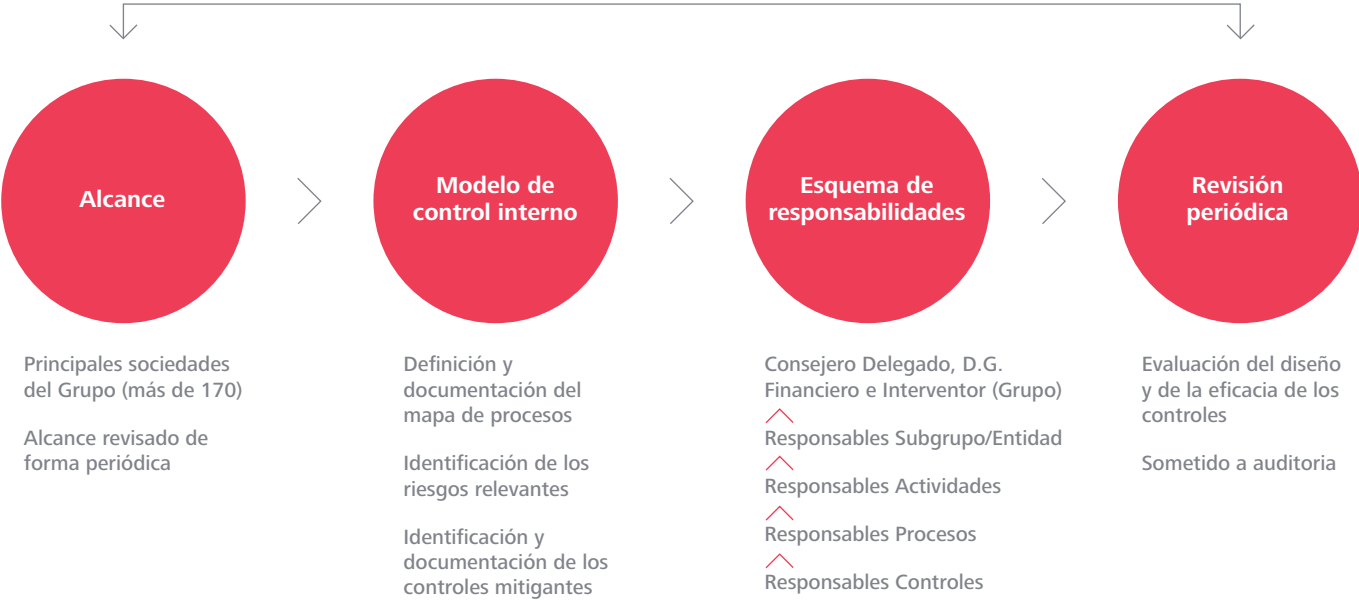 Alcance
Principales sociedades
del Grupo (más de 170)
Alcance revisado de
forma periódica
Modelo de
control interno
Definición y
documentación del
mapa de procesos
Identificación de los
riesgos relevantes
Identificación y
documentación de los
controles mitigantes
Esquema de
responsabilidades
Consejero Delegado, D.G.
Financiero e Interventor (Grupo)
Responsables Subgrupo/Entidad
Responsables Actividades
Responsables Procesos
Responsables Controles
Revisión
periódica
Evaluación del diseño
y de la eficacia de los
controles
Sometido a auditoria